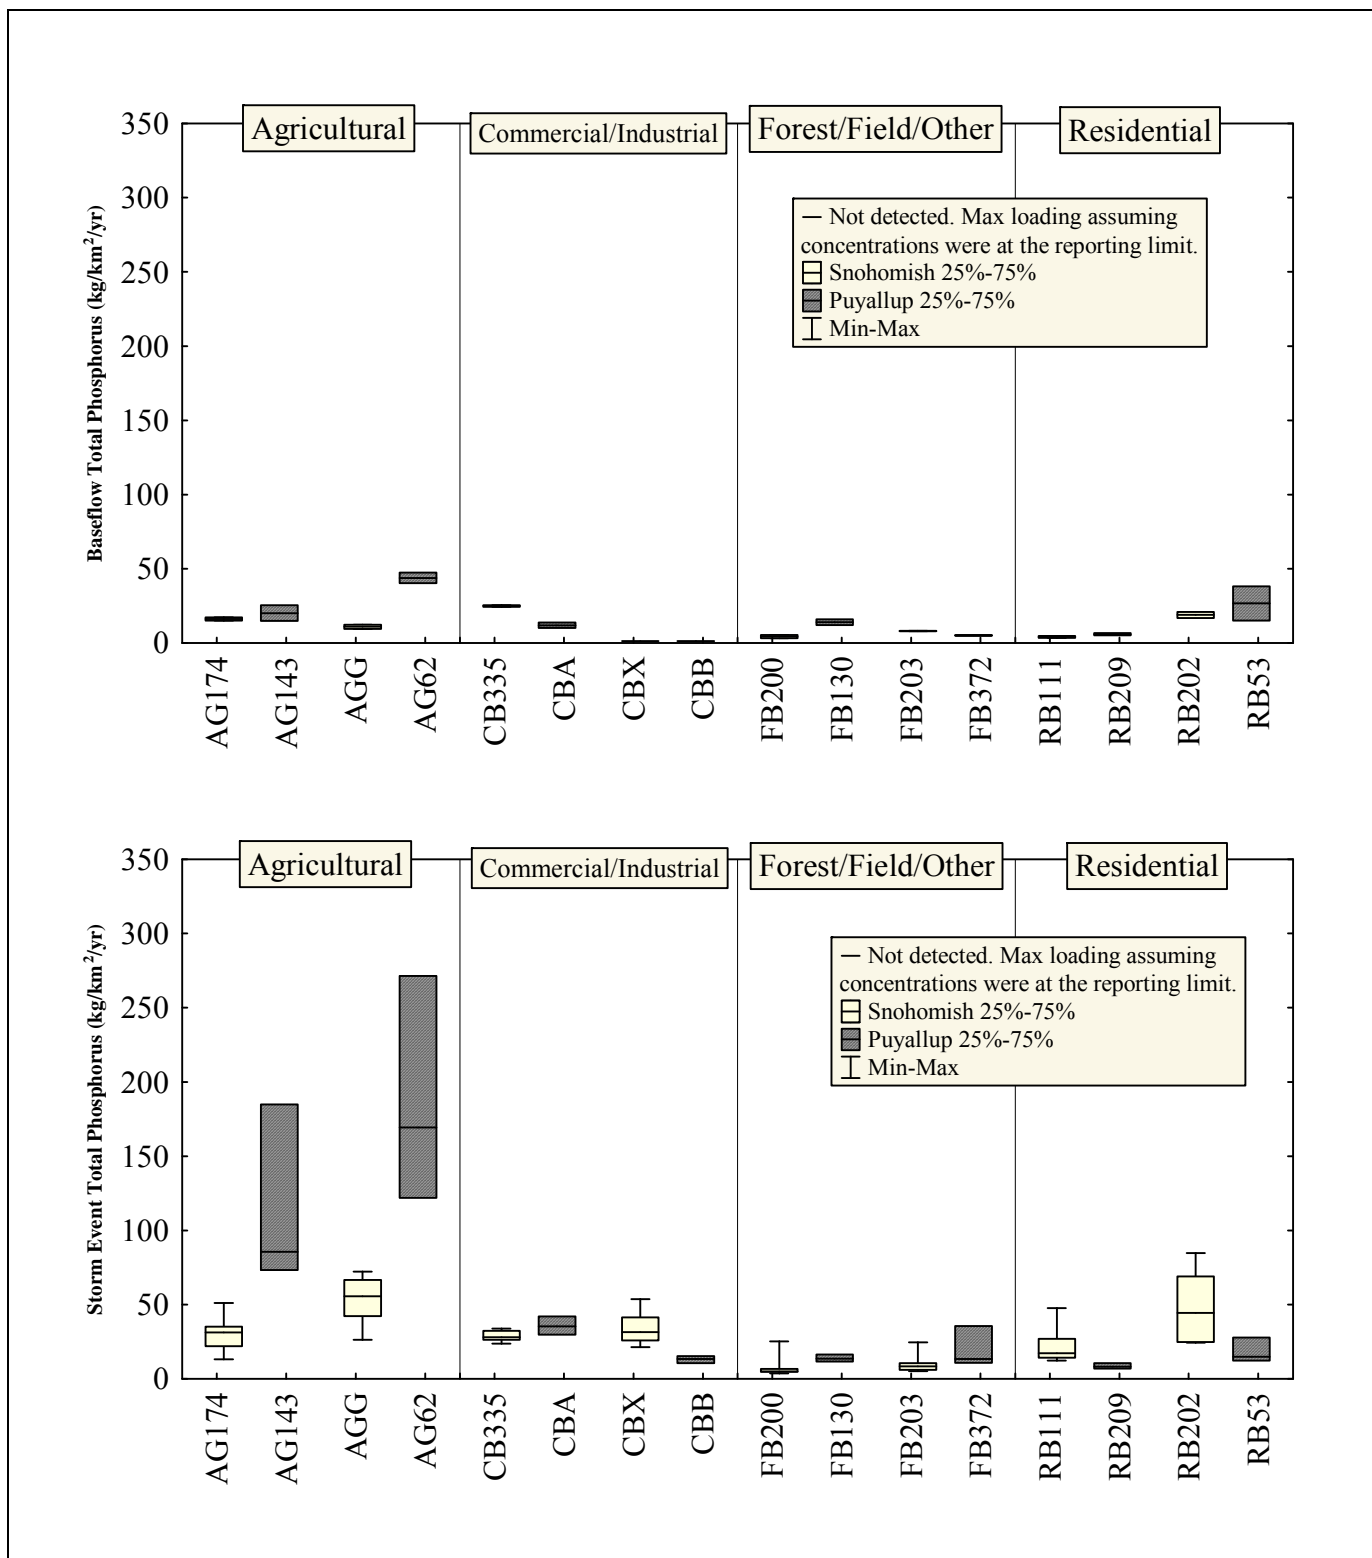 Agricultural
Commercial/Industrial
Forest/Field/Other
Residential
Baseflow Total Phosphorus (kg/km²/yr)
350
300
250
200
150
100
50
0
— Not detected. Max loading assuming
concentrations were at the reporting limit.
Snohomish 25%-75%
Puyallup 25%-75%
Min-Max
AG174
AG143
AGG
AG62
CB335
CBA
CBX
CBB
FB200
FB130
FB203
FB372
RB111
RB209
RB202
RB53
Agricultural
Commercial/Industrial
Forest/Field/Other
Residential
Storm Event Total Phosphorus (kg/km²/yr)
350
300
250
200
150
100
50
0
— Not detected. Max loading assuming
concentrations were at the reporting limit.
Snohomish 25%-75%
Puyallup 25%-75%
Min-Max
AG174
AG143
AGG
AG62
CB335
CBA
CBX
CBB
FB200
FB130
FB203
FB372
RB111
RB209
RB202
RB53